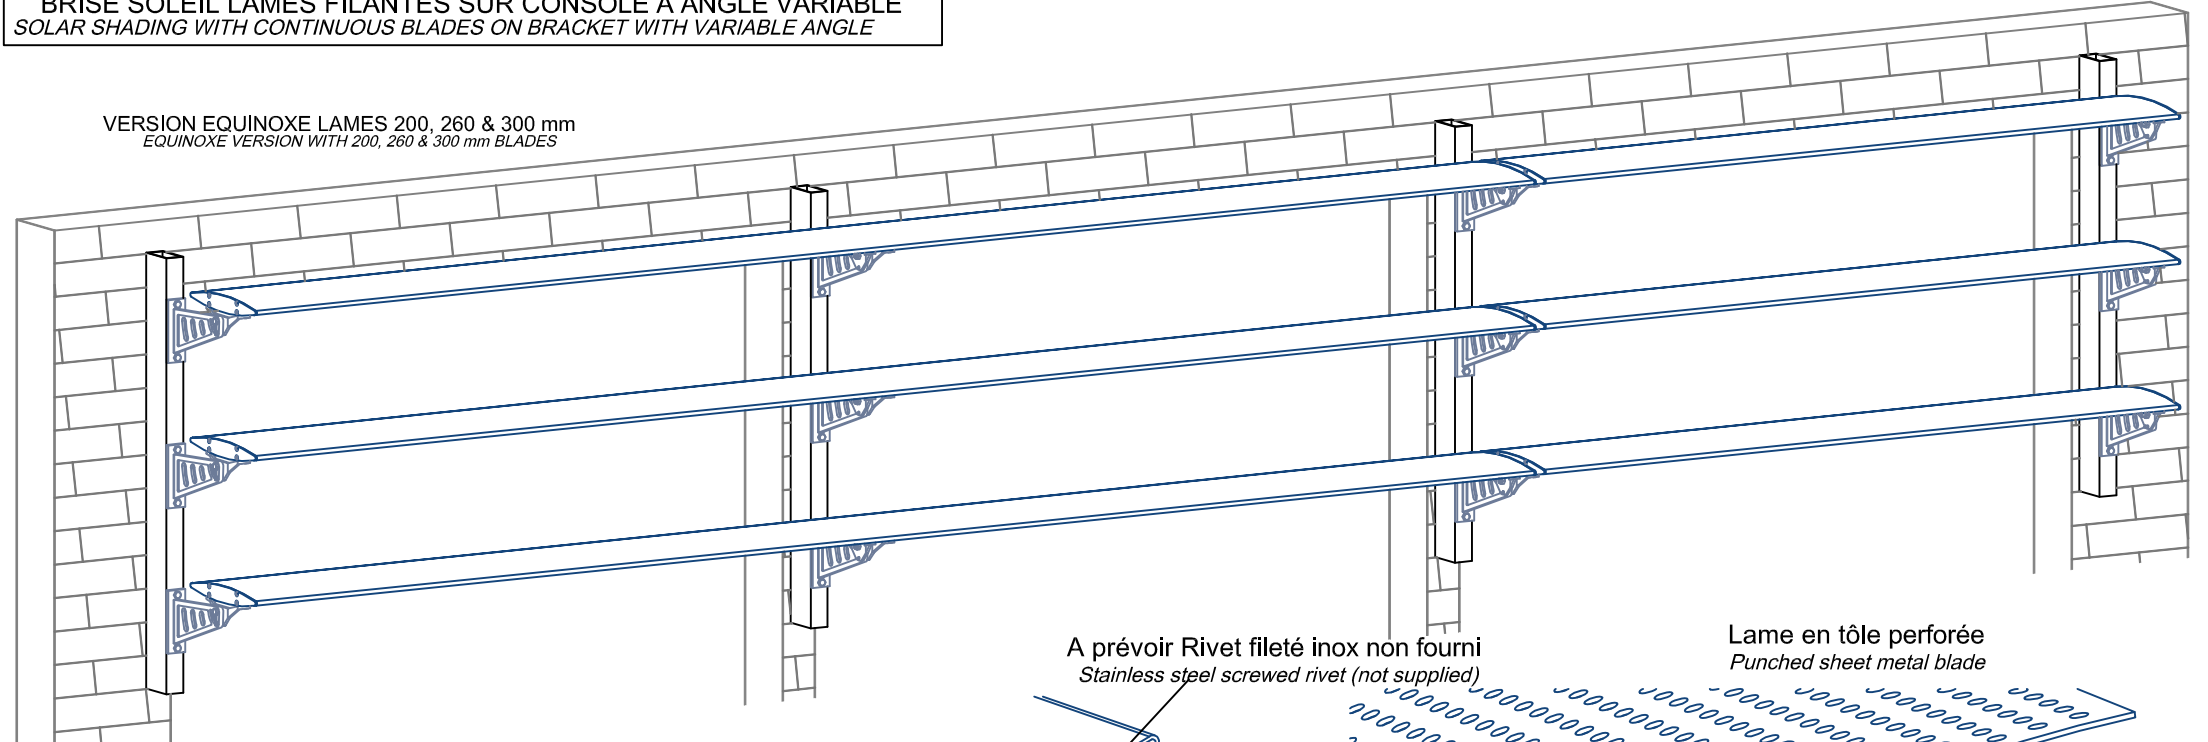 BRISE SOLEIL LAMES FILANTES SUR CONSOLE A ANGLE VARIABLE
SOLAR SHADING WITH CONTINUOUS BLADES ON BRACKET WITH VARIABLE ANGLE
VERSION EQUINOXE LAMES 200, 260 & 300 mm
EQUINOXE VERSION WITH 200, 260 & 300 mm BLADES
A prévoir Rivet fileté inox non fourni
Stainless steel screwed rivet (not supplied)
Lame en tôle perforée
Punched sheet metal blade